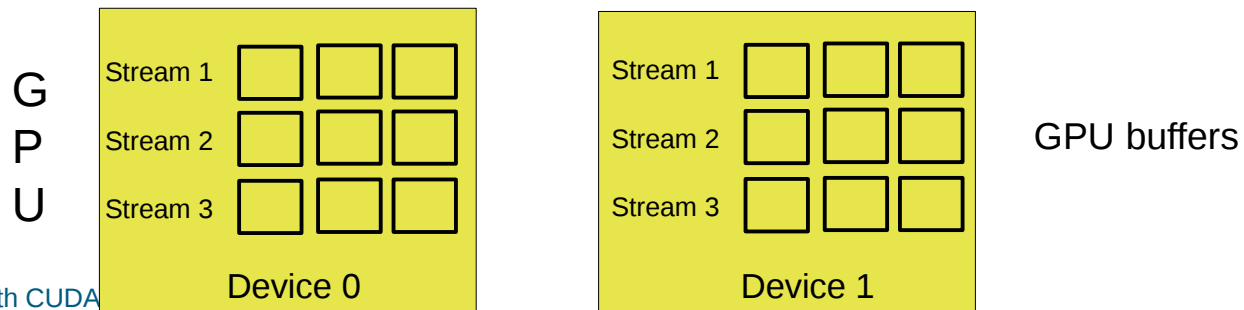 G
P
U
Stream 1
Stream 2
Stream 3
Device 0
Stream 1
Stream 2
Stream 3
Device 1
GPU buffers
th CUDA